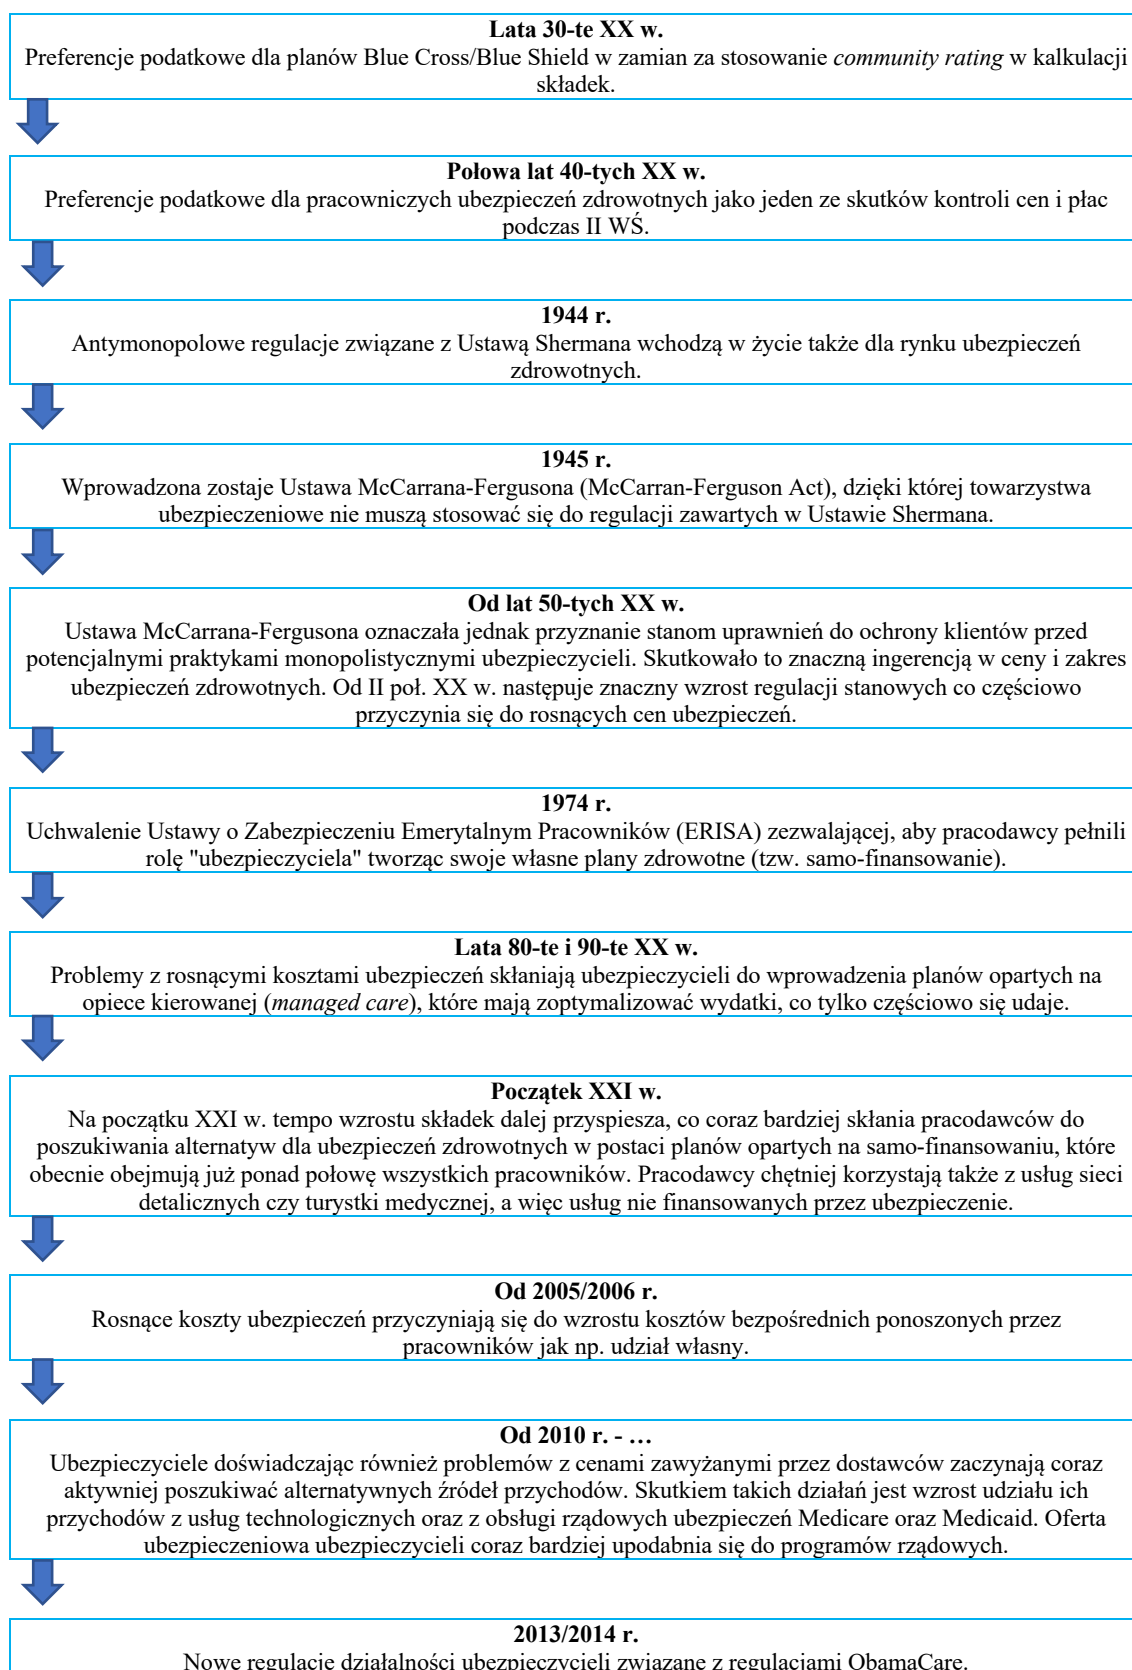 Lata 30-te XX w.
Preferencje podatkowe dla planów Blue Cross/Blue Shield w zamian za stosowanie community rating w kalkulacji
składek.
Połowa lat 40-tych XX w.
Preferencje podatkowe dla pracowniczych ubezpieczeń zdrowotnych jako jeden ze skutków kontroli cen i płac
podczas II WŚ.
1944 r.
Antymonopolowe regulacje związane z Ustawą Shermana wchodzą w życie także dla rynku ubezpieczeń
zdrowotnych.
1945 r.
Wprowadzona zostaje Ustawa McCarrana-Fergusona (McCarran-Ferguson Act), dzięki której towarzystwa
ubezpieczeniowe nie muszą stosować się do regulacji zawartych w Ustawie Shermana.
Od lat 50-tych XX w.
Ustawa McCarrana-Fergusona oznaczała jednak przyznanie stanom uprawnień do ochrony klientów przed
potencjalnymi praktykami monopolistycznymi ubezpieczycieli. Skutkowało to znaczną ingerencją w ceny i zakres
ubezpieczeń zdrowotnych. Od II poł. XX w. następuje znaczny wzrost regulacji stanowych co częściowo
przyczynia się do rosnących cen ubezpieczeń.
1974 r.
Uchwalenie Ustawy o Zabezpieczeniu Emerytalnym Pracowników (ERISA) zezwalającej, aby pracodawcy pełnili
rolę "ubezpieczyciela" tworząc swoje własne plany zdrowotne (tzw. samo-finansowanie).
Lata 80-te i 90-te XX w.
Problemy z rosnącymi kosztami ubezpieczeń skłaniają ubezpieczycieli do wprowadzenia planów opartych na
opiece kierowanej (managed care), które mają zoptymalizować wydatki, co tylko częściowo się udaje.
Początek XXI w.
Na początku XXI w. tempo wzrostu składek dalej przyspiesza, co coraz bardziej skłania pracodawców do
poszukiwania alternatyw dla ubezpieczeń zdrowotnych w postaci planów opartych na samo-finansowaniu, które
obecnie obejmują już ponad połowę wszystkich pracowników. Pracodawcy chętniej korzystają także z usług sieci
detalicznych czy turystki medycznej, a więc usług nie finansowanych przez ubezpieczenie.
Od 2005/2006 r.
Rosnące koszty ubezpieczeń przyczyniają się do wzrostu kosztów bezpośrednich ponoszonych przez
pracowników jak np. udział własny.
Od 2010 r. - …
Ubezpieczyciele doświadczając również problemów z cenami zawyżanymi przez dostawców zaczynają coraz
aktywniej poszukiwać alternatywnych źródeł przychodów. Skutkiem takich działań jest wzrost udziału ich
przychodów z usług technologicznych oraz z obsługi rządowych ubezpieczeń Medicare oraz Medicaid. Oferta
ubezpieczeniowa ubezpieczycieli coraz bardziej upodabnia się do programów rządowych.
2013/2014 r.
Nowe regulacje działalności ubezpieczycieli związane z regulacjami ObamaCare.